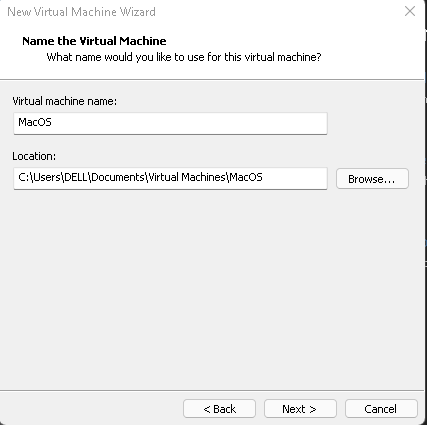 New Virtual Machine Wizard
Name the Virtual Machine
What name would you like to use for this virtual machine?
Virtual machine name:
MacOS
Location:
C:\Users\DELL\Documents\Virtual Machines\MacOS
Browse...
< Back
Next >
Cancel